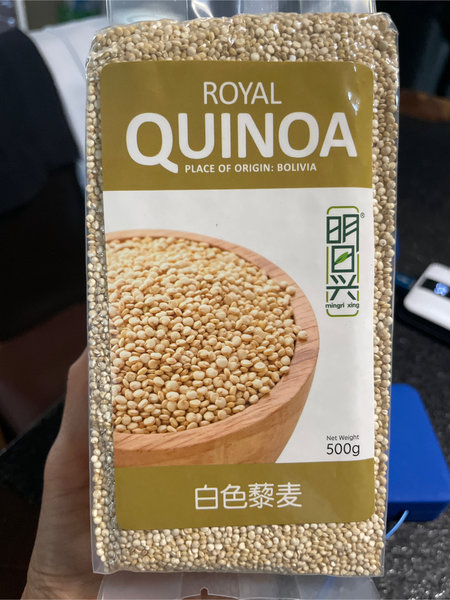 ROYAL
QUINOA
PLACE OF ORIGIN: BOLIVIA
明日兴®
mingri xing
Net Weight
500g
白色藜麦